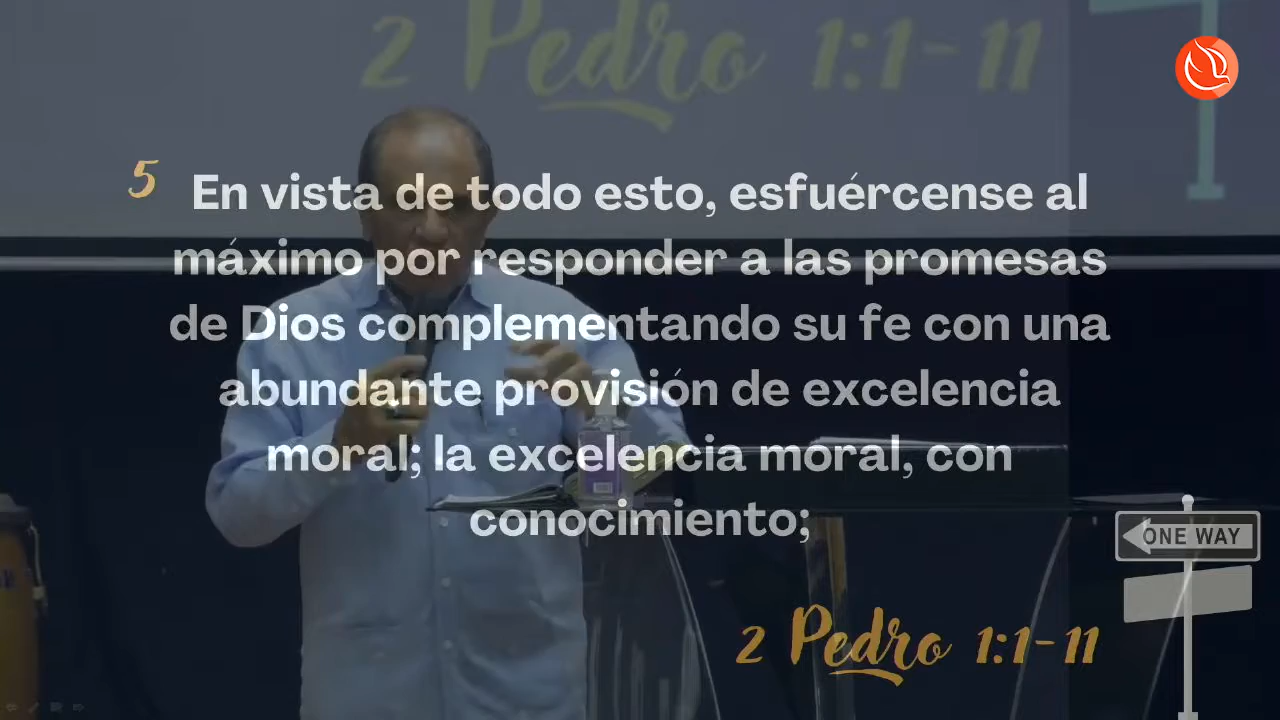 2 Pedro 1:1-11
5 En vista de todo esto, esfuércense al
máximo por responder a las promesas
de Dios complementando su fe con una
abundante provisión de excelencia
moral; la excelencia moral, con
conocimiento;
ONE WAY
2 Pedro 1:1-11